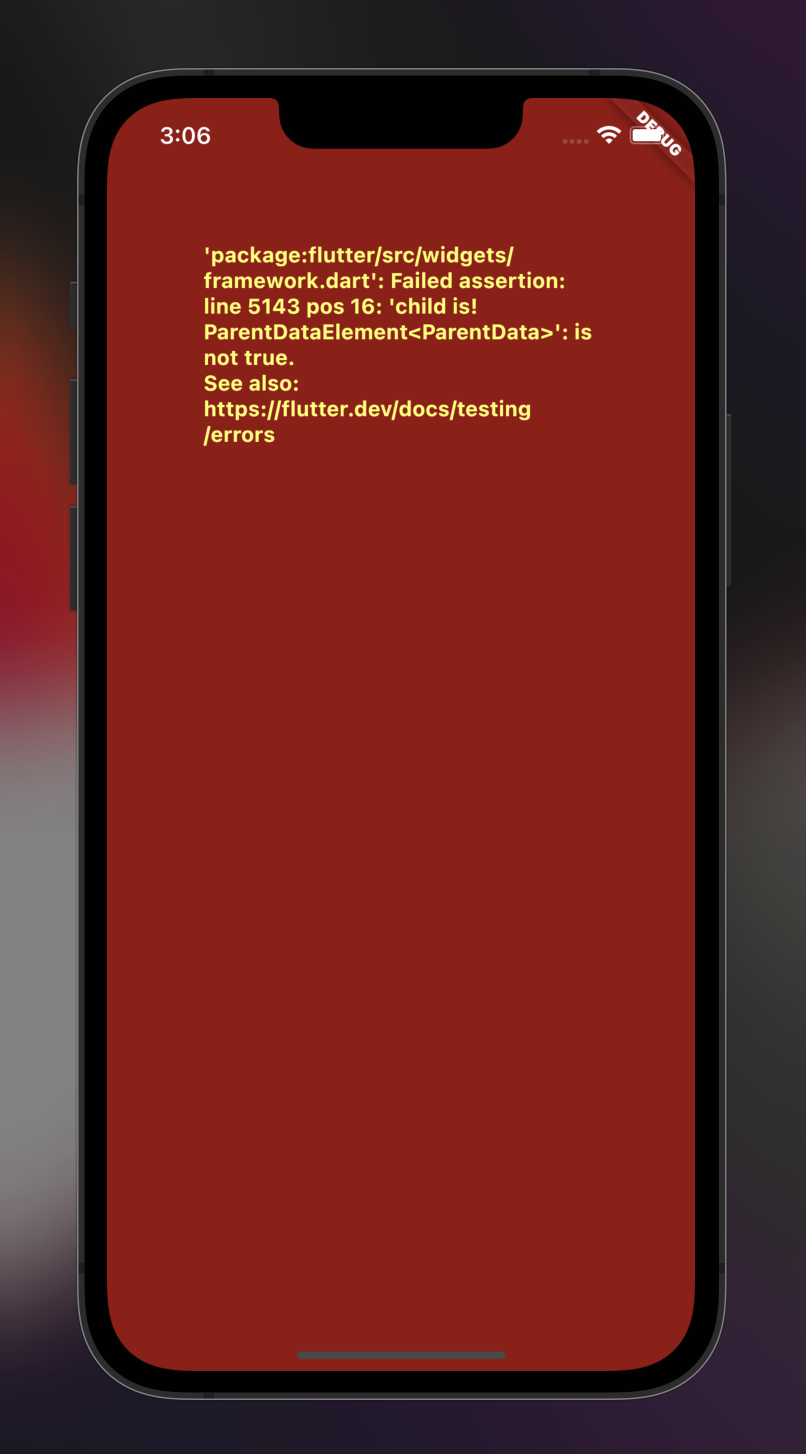 3:06
DEBUG
'package:flutter/src/widgets/
framework.dart': Failed assertion:
line 5143 pos 16: 'child is!
ParentDataElement<ParentData>': is
not true.
See also:
https://flutter.dev/docs/testing
/errors